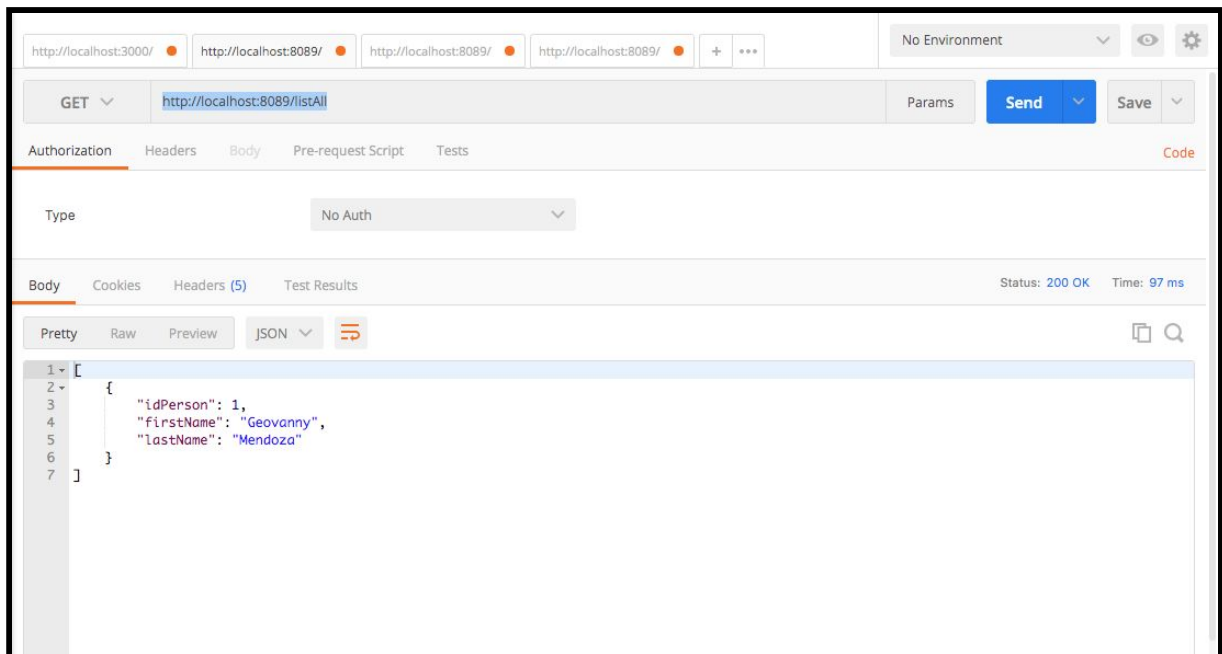 http://localhost:3000/ http://localhost:8089/ http://localhost:8089/ http://localhost:8089/ + ••• No Environment
GET http://localhost:8089/listAll Params Send Save
Authorization Headers Body Pre-request Script Tests Code
Type No Auth
Body Cookies Headers (5) Test Results Status: 200 OK Time: 97 ms
Pretty Raw Preview JSON
1 [
2 {
3 "idPerson": 1,
4 "firstName": "Geovanny",
5 "lastName": "Mendoza"
6 }
7 ]